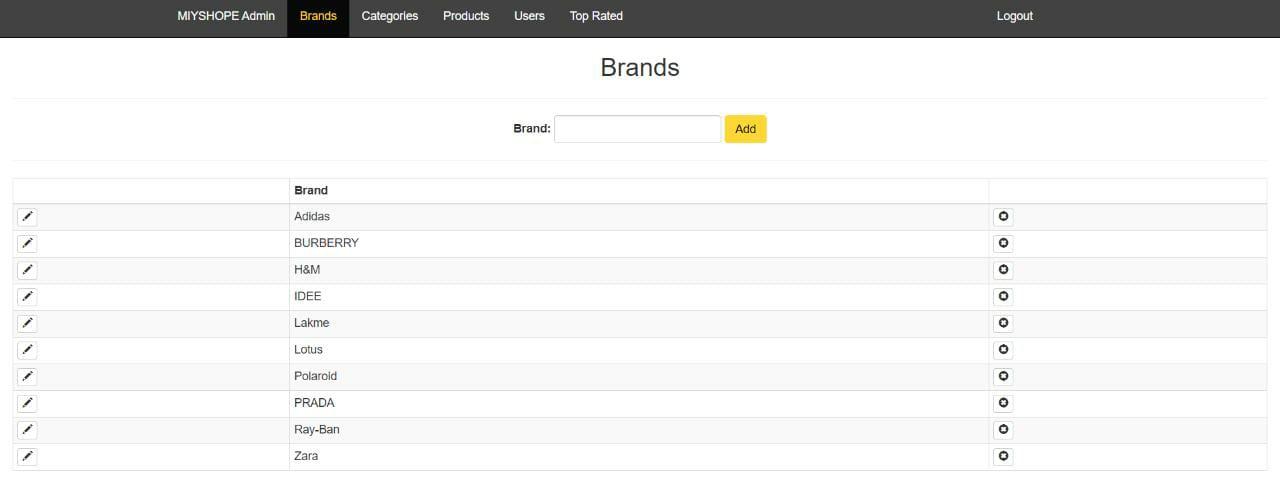 MIYSHOPE Admin Brands Categories Products Users Top Rated Logout
Brands
Brand: Add
Brand
Adidas
BURBERRY
H&M
IDEE
Lakme
Lotus
Polaroid
PRADA
Ray-Ban
Zara